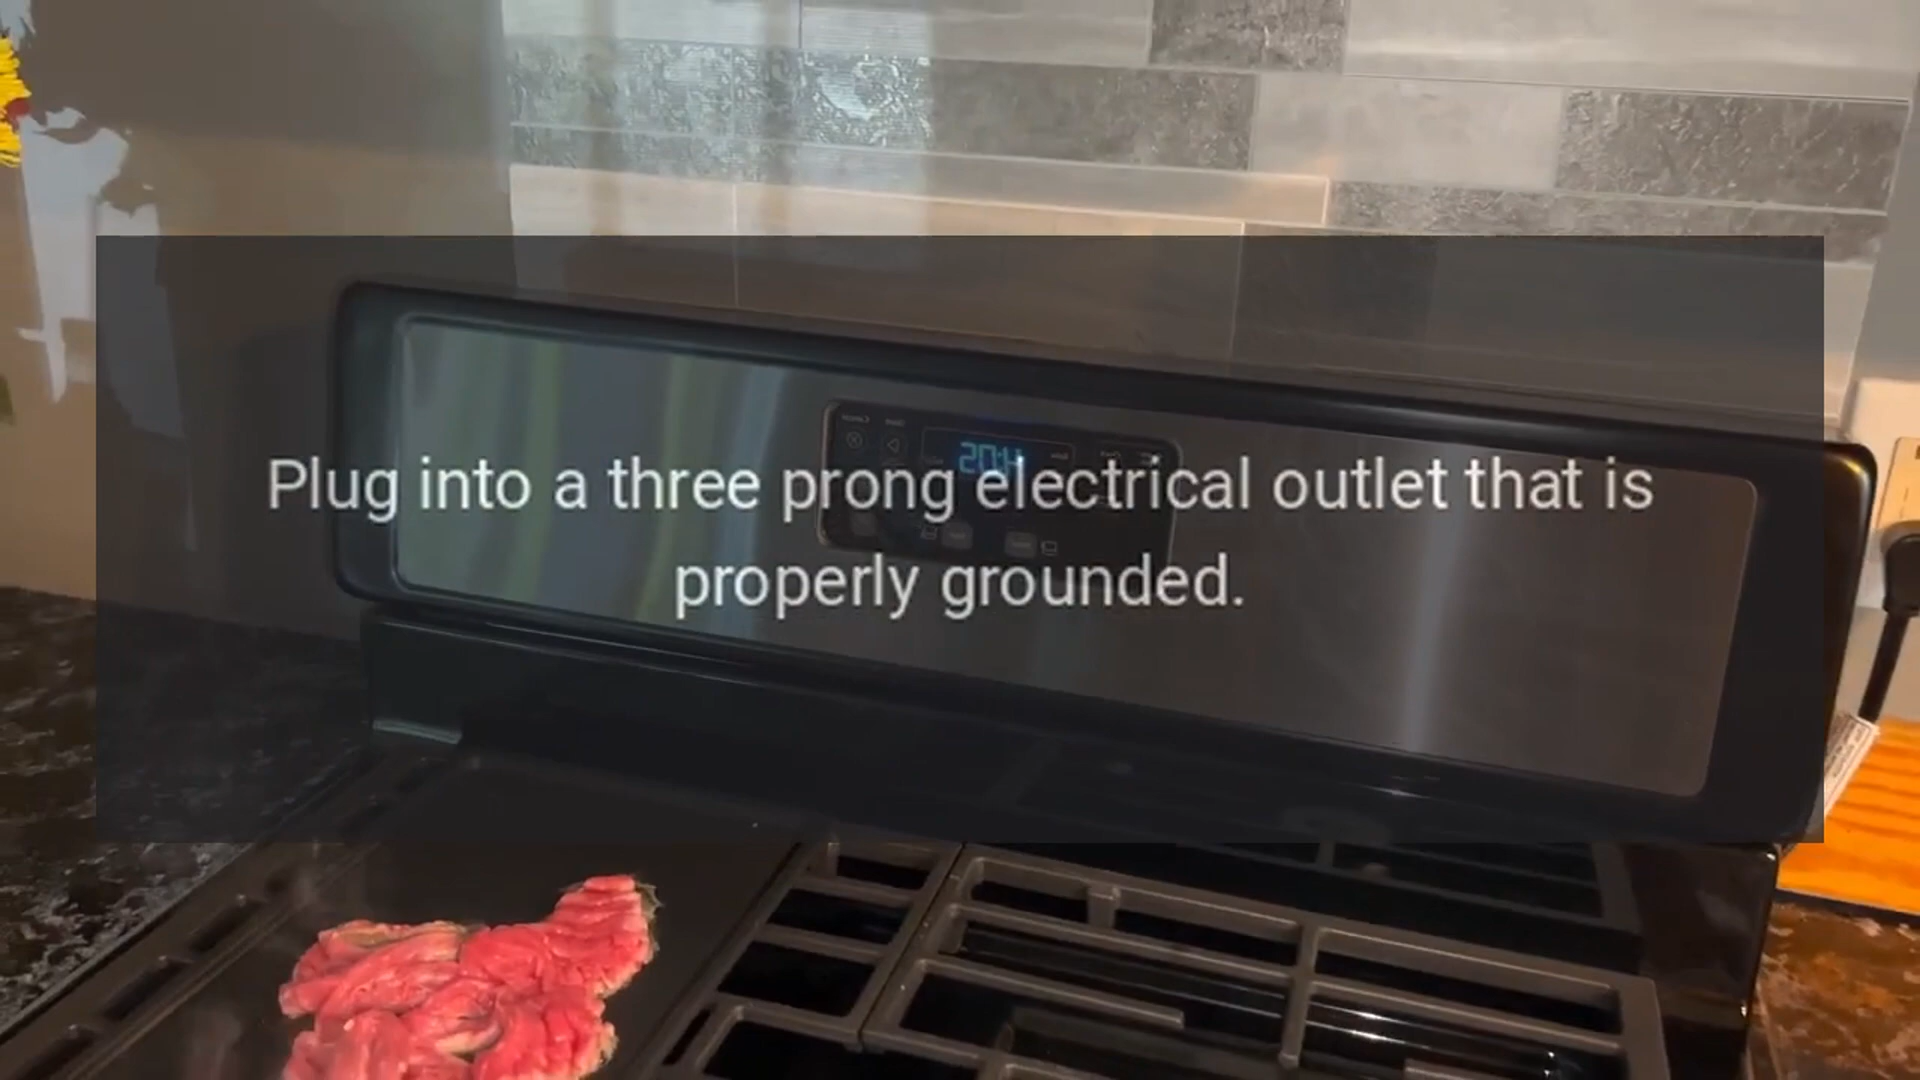 Plug into a three prong electrical outlet that is
properly grounded.